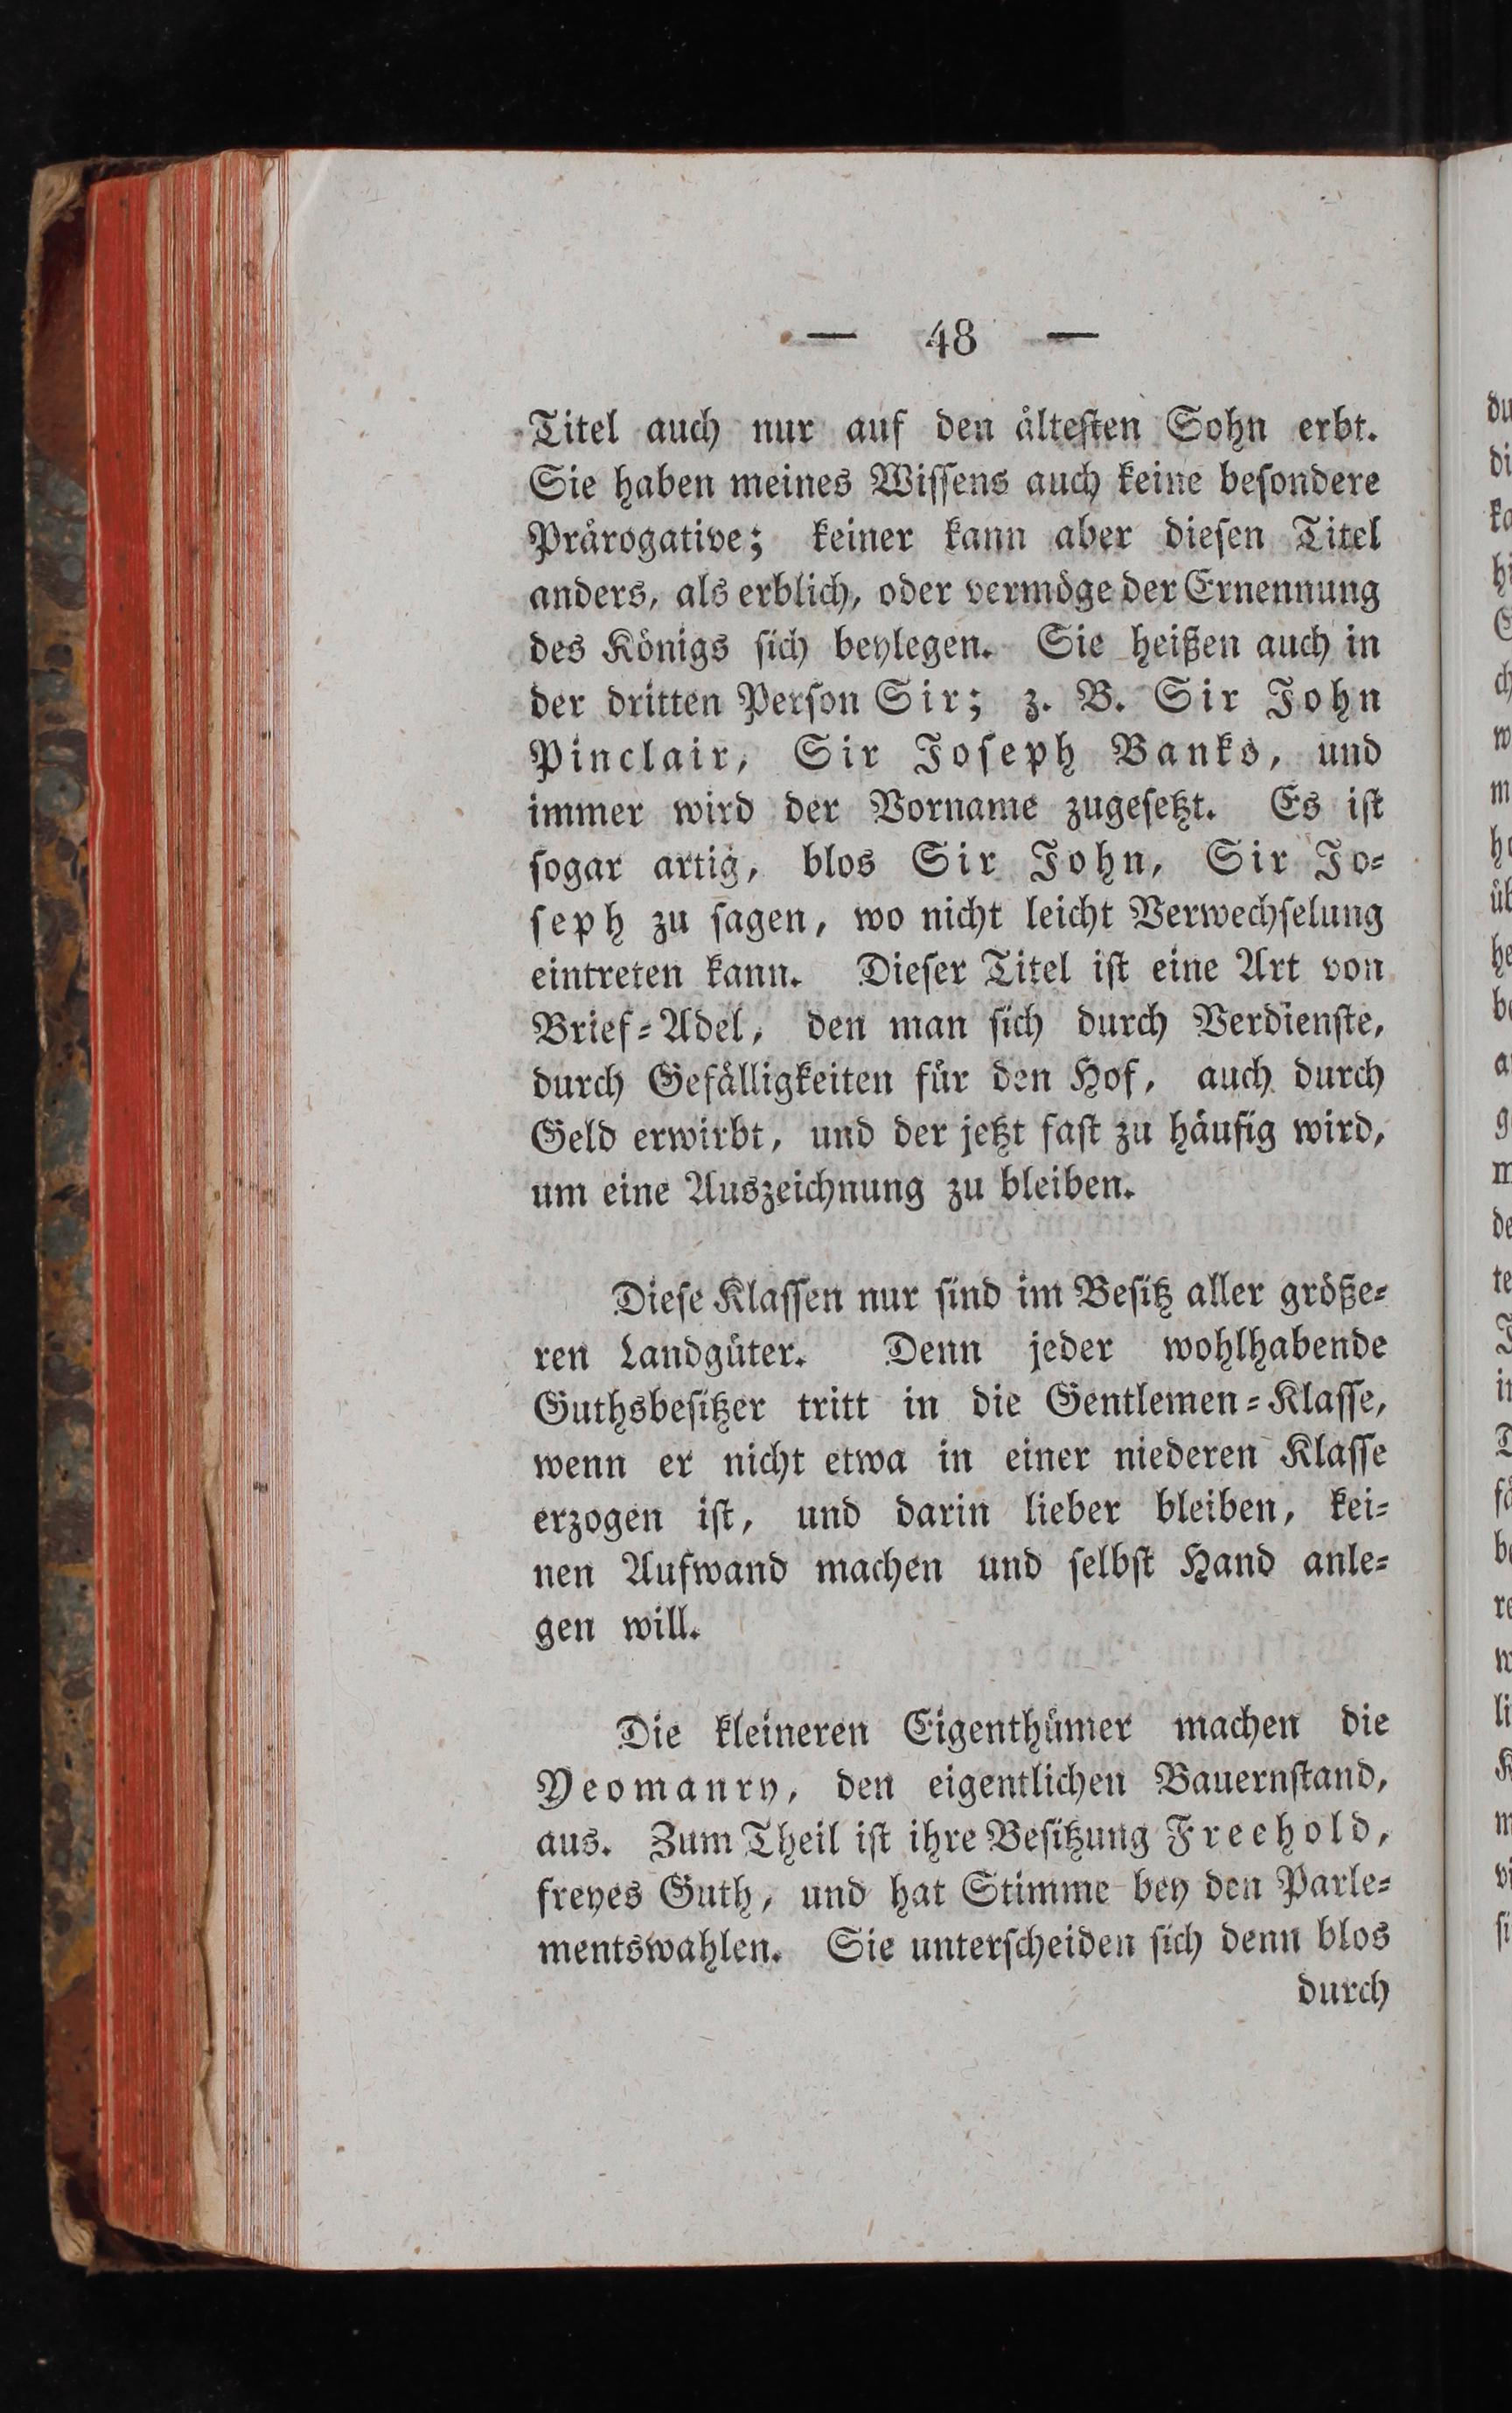 — 48 —
Titel auch nur auf den ålteſten Sohn erbt.
Sie haben meines Wiſſens auch keine beſondere
Prårogative; keiner kann aber dieſen Titel
anders, als erblich, oder vermöge der Ernennung
des Königs ſich beylegen. Sie heißen auch in
der dritten Perſon Sir; z. B. Sir John
Pinclair, Sir Joſeph Banks, und
immer wird der Vorname zugeſetzt. Es iſt
ſogar artig, blos Sir John, Sir Jo⸗
ſeph zu ſagen, wo nicht leicht Verwechſelung
eintreten kann. Dieſer Titel iſt eine Art von
Brief⸗Adel, den man ſich durch Verdienſte,
durch Gefålligkeiten für den Hof, auch durch
Geld erwirbt, und der jetzt faſt zu häufig wird,
um eine Auszeichnung zu bleiben.
Dieſe Klaſſen nur ſind im Beſitz aller größe⸗
ren Landgüter. Denn jeder wohlhabende
Guthsbeſitzer tritt in die Gentlemen⸗Klaſſe,
wenn er nicht etwa in einer niederen Klaſſe
erzogen iſt, und darin lieber bleiben, kei⸗
nen Aufwand machen und ſelbſt Hand anle⸗
gen will.
Die kleineren Eigenthümer machen die
Yeomanry, den eigentlichen Bauernſtand,
aus. Zum Theil iſt ihre Beſitzung Freehold,
freyes Guth, und hat Stimme bey den Parle⸗
mentswahlen. Sie unterſcheiden ſich denn blos
durch